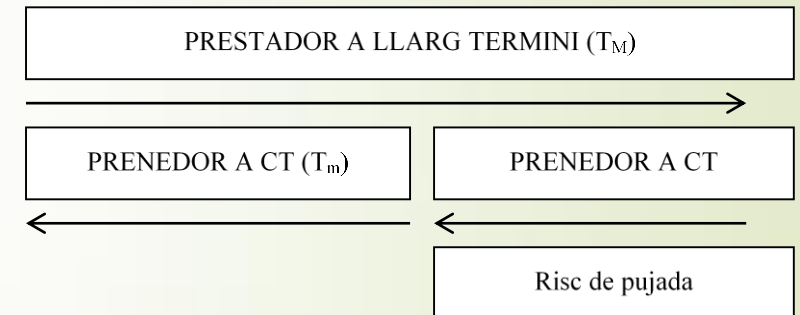 PRESTADOR A LLARG TERMINI (TM)
PRENEDOR A CT (Tm)
PRENEDOR A CT
Risc de pujada